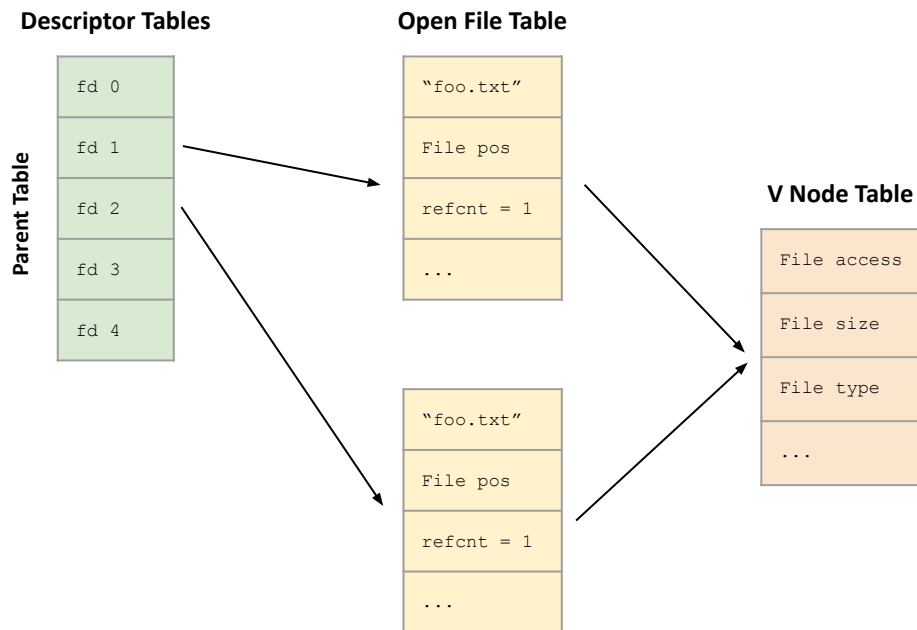 Descriptor Tables
Parent Table
fd 0
fd 1
fd 2
fd 3
fd 4
Open File Table
“foo.txt”
File pos
refcnt = 1
...
“foo.txt”
File pos
refcnt = 1
...
V Node Table
File access
File size
File type
...